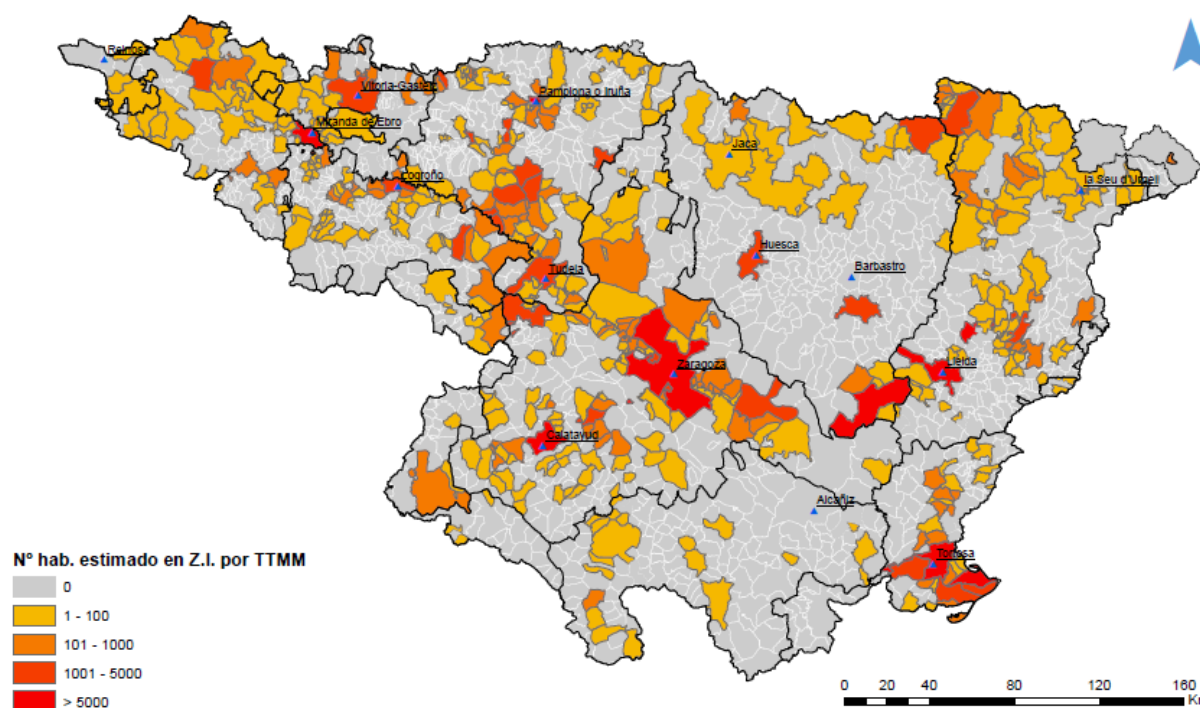 Reinosa
Vitoria-Gasteiz
Pamplona o Iruña
Miranda de Ebro
Jaca
la Seu d'Urgell
Logroño
Huesca
Barbastro
Tudela
Zaragoza
Lleida
Calatayud
Alcañiz
Tortosa
Nº hab. estimado en Z.I. por TTMM
0
1 - 100
101 - 1000
1001 - 5000
> 5000
0 20 40 80 120 160